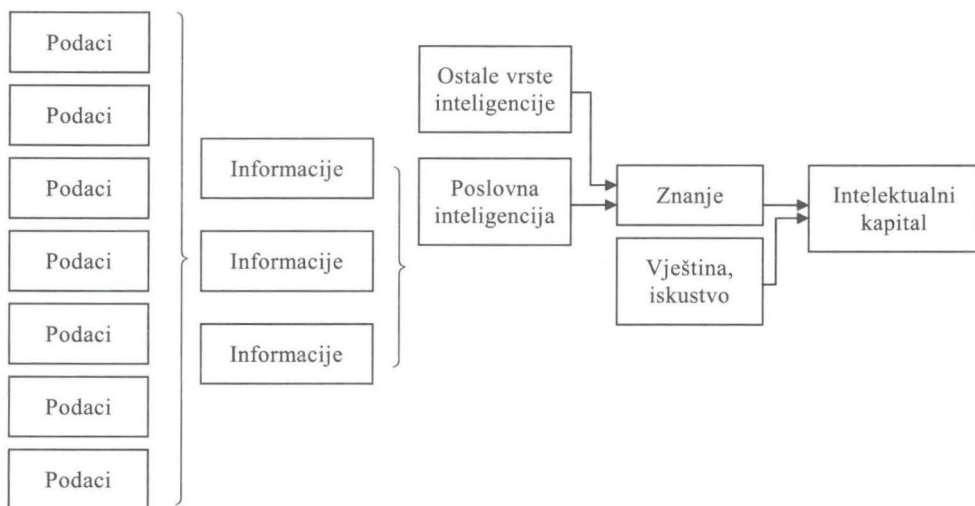 Podaci
Podaci
Podaci
Podaci
Podaci
Podaci
Podaci
Informacije
Informacije
Informacije
Ostale vrste
inteligencije
Poslovna
inteligencija
Znanje
Vještina,
iskustvo
Intelektualni
kapital